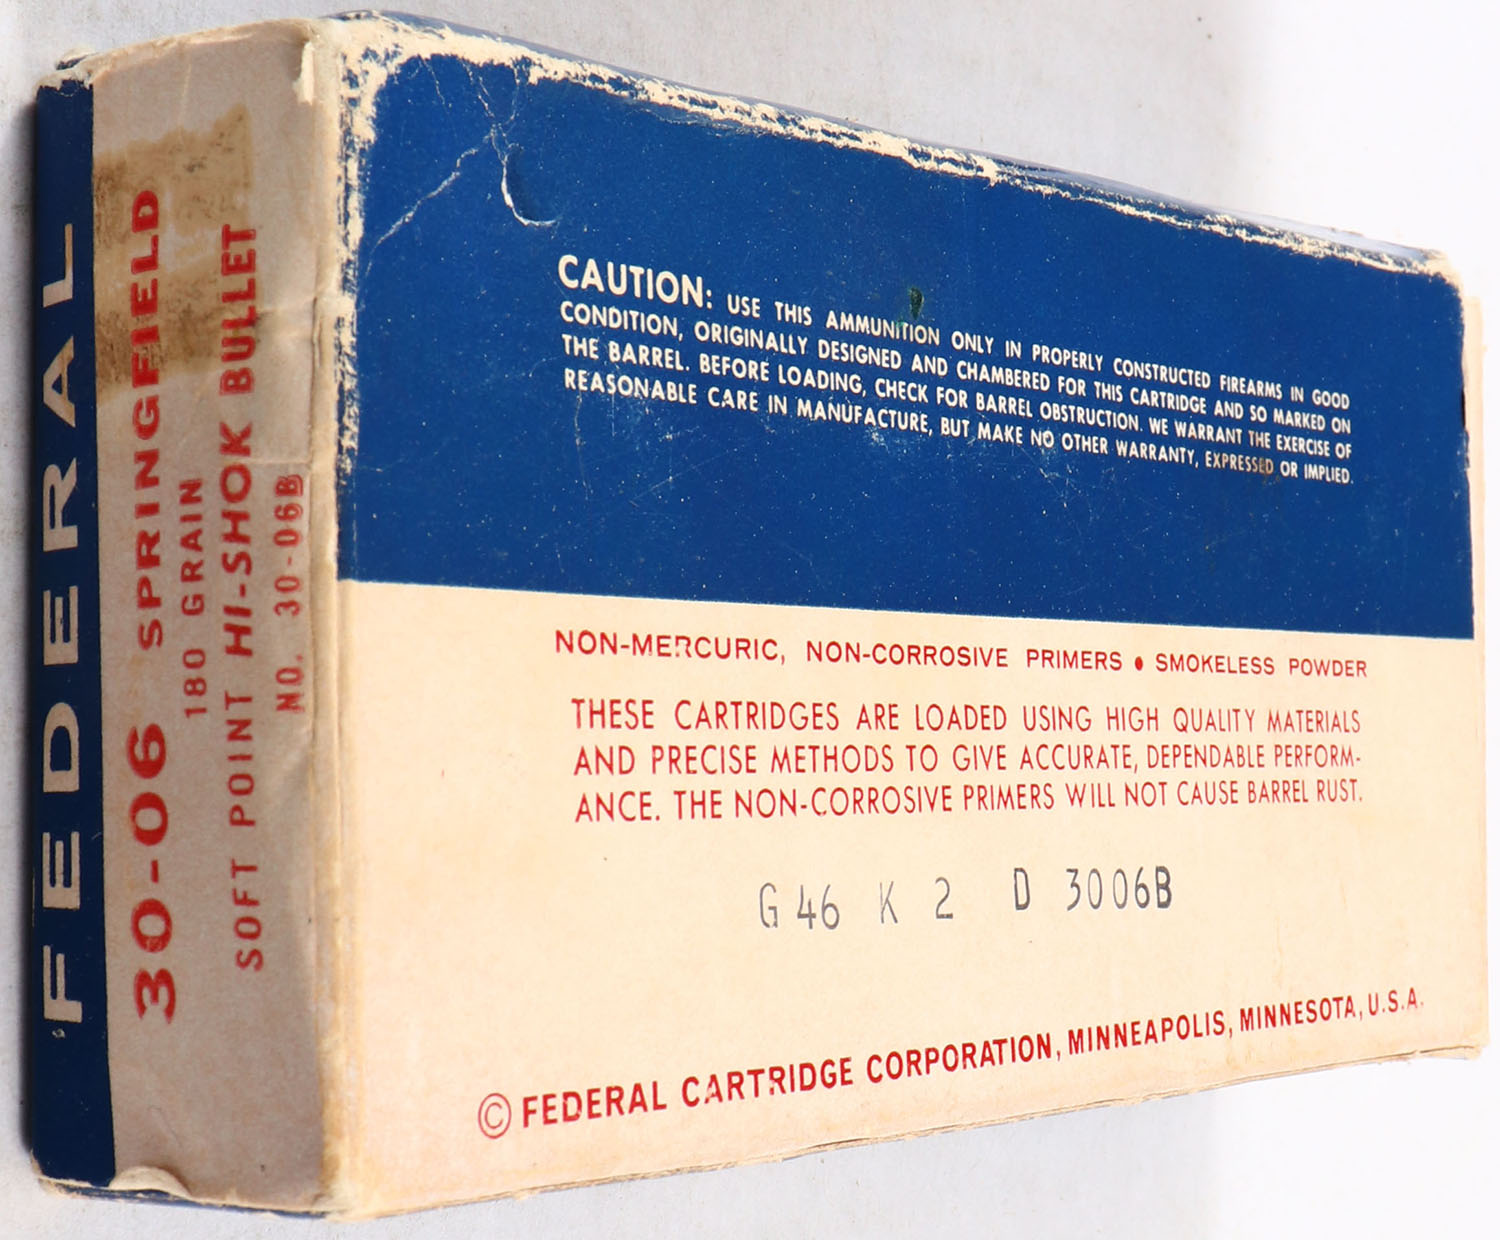 FEDERAL
30-06 SPRINGFIELD
180 GRAIN
SOFT POINT HI-SHOK BULLET
NO. 30-06B
CAUTION: USE THIS AMMUNITION ONLY IN PROPERLY CONSTRUCTED FIREARMS IN GOOD
CONDITION, ORIGINALLY DESIGNED AND CHAMBERED FOR THIS CARTRIDGE AND SO MARKED ON
THE BARREL. BEFORE LOADING, CHECK FOR BARREL OBSTRUCTION. WE WARRANT THE EXERCISE OF
REASONABLE CARE IN MANUFACTURE, BUT MAKE NO OTHER WARRANTY, EXPRESSED OR IMPLIED.
NON-MERCURIC, NON-CORROSIVE PRIMERS • SMOKELESS POWDER
THESE CARTRIDGES ARE LOADED USING HIGH QUALITY MATERIALS
AND PRECISE METHODS TO GIVE ACCURATE, DEPENDABLE PERFORM-
ANCE. THE NON-CORROSIVE PRIMERS WILL NOT CAUSE BARREL RUST.
G 46 K 2 D 3006B
© FEDERAL CARTRIDGE CORPORATION, MINNEAPOLIS, MINNESOTA, U.S.A.